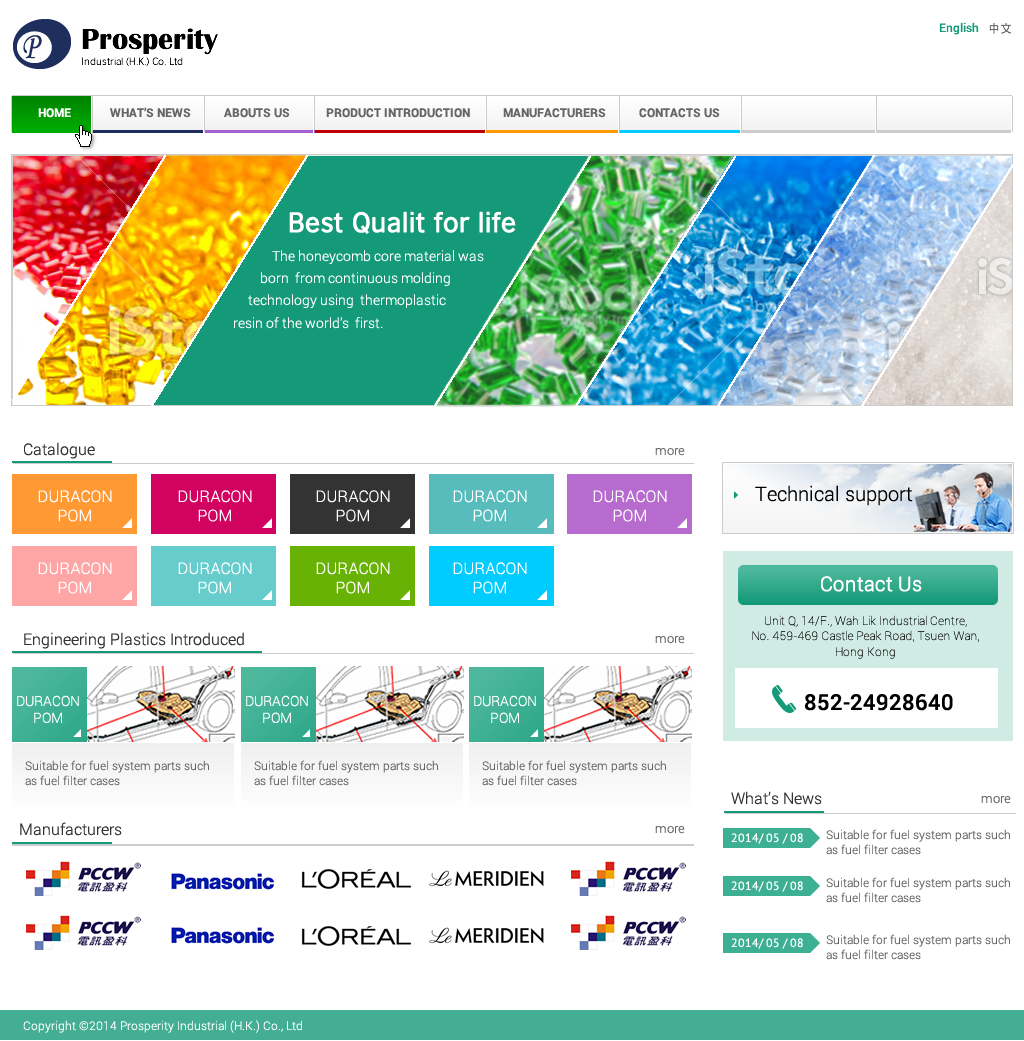 P
Prosperity
Industrial (H.K.) Co. Ltd
English 中文
HOME WHAT'S NEW ABOUTS US PRODUCT INTRODUCTION MANUFACTURERS CONTACTS US
Best Qualit for life
The honeycomb core material was
born from continuous molding
technology using thermoplastic
resin of the world's first.
iStock
iStock
iStock
iS
Catalogue more
DURACON
POM
DURACON
POM
DURACON
POM
DURACON
POM
DURACON
POM
DURACON
POM
DURACON
POM
DURACON
POM
DURACON
POM
Technical support
Contact Us
Unit Q, 14/F., Wah Lik Industrial Centre,
No. 459-469 Castle Peak Road, Tsuen Wan,
Hong Kong
852-24928640
Engineering Plastics Introduced more
DURACON
POM
Suitable for fuel system parts such
as fuel filter cases
DURACON
POM
Suitable for fuel system parts such
as fuel filter cases
DURACON
POM
Suitable for fuel system parts such
as fuel filter cases
What's News more
2014/ 05 / 08
Suitable for fuel system parts such
as fuel filter cases
2014/ 05 / 08
Suitable for fuel system parts such
as fuel filter cases
2014/ 05 / 08
Suitable for fuel system parts such
as fuel filter cases
Manufacturers more
PCCW®
電訊盈科
Panasonic
L'ORÉAL
Le MERIDIEN
PCCW®
電訊盈科
PCCW®
電訊盈科
Panasonic
L'ORÉAL
Le MERIDIEN
PCCW®
電訊盈科
Copyright ©2014 Prosperity Industrial (H.K.) Co., Ltd